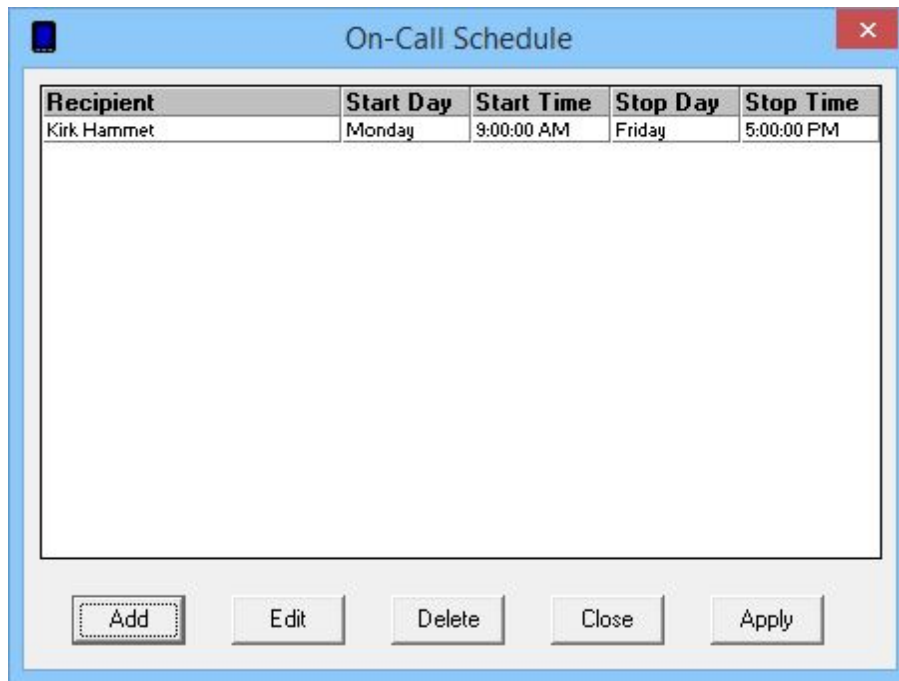 On-Call Schedule
Recipient Start Day Start Time Stop Day Stop Time
Kirk Hammet Monday 9:00:00 AM Friday 5:00:00 PM
Add Edit Delete Close Apply